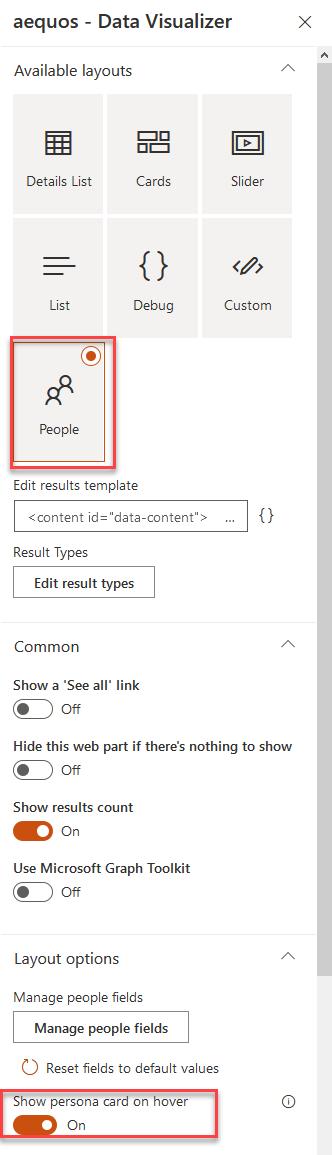 aequos - Data Visualizer
Available layouts
Details List
Cards
Slider
List
Debug
Custom
People
Edit results template
<content id="data-content"> ...
Result Types
Edit result types
Common
Show a 'See all' link
Off
Hide this web part if there's nothing to show
Off
Show results count
On
Use Microsoft Graph Toolkit
Off
Layout options
Manage people fields
Manage people fields
Reset fields to default values
Show persona card on hover
On